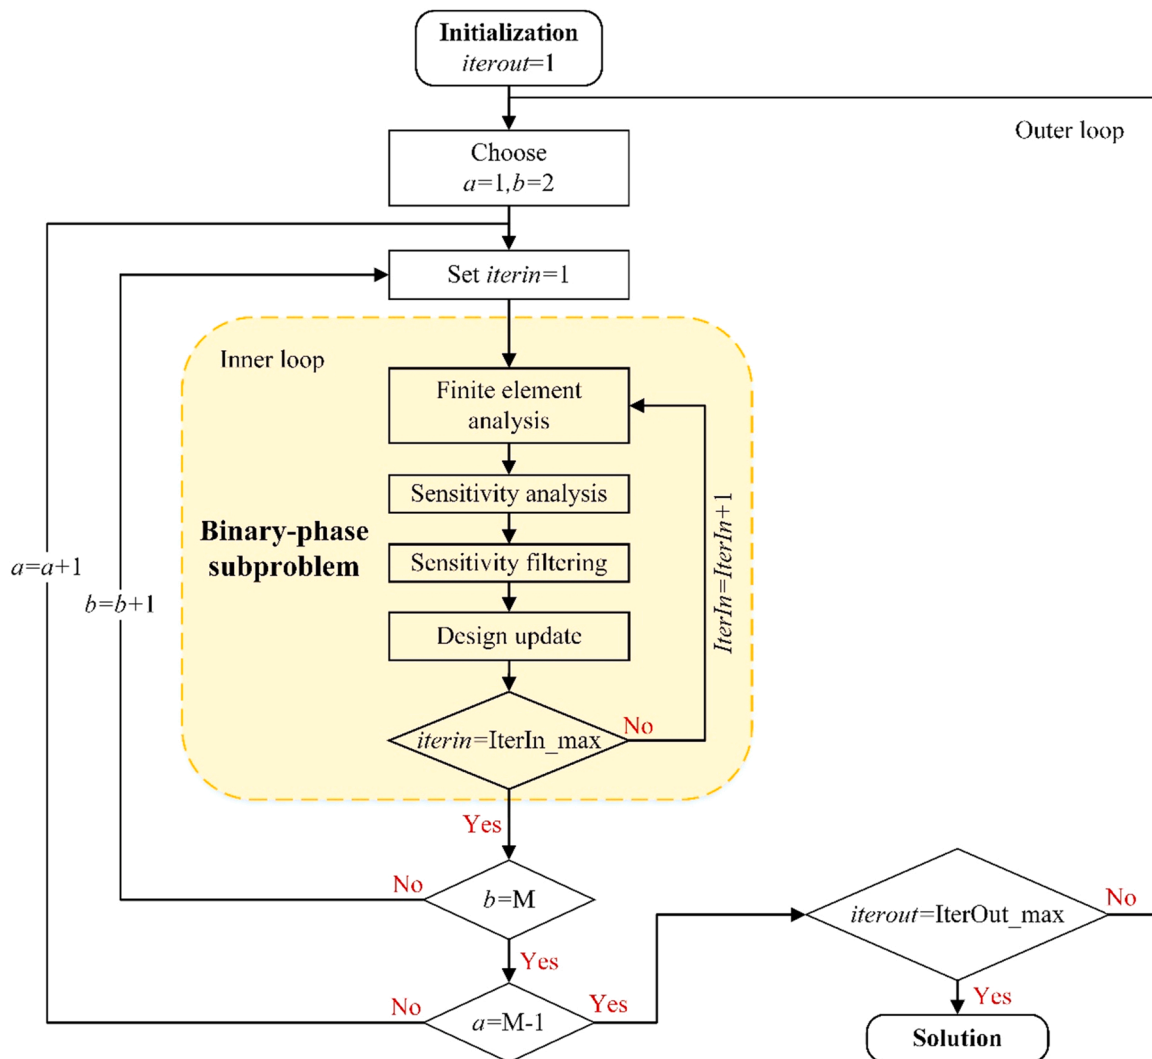 Initialization
iterout=1
Outer loop
Choose
a=1,b=2
Set iterin=1
Inner loop
Finite element
analysis
Sensitivity analysis
Binary-phase
subproblem
Sensitivity filtering
a=a+1
b=b+1
IterIn=IterIn+1
Design update
iterin=IterIn_max
No
Yes
b=M
No
Yes
a=M-1
No
Yes
iterout=IterOut_max
No
Yes
Solution